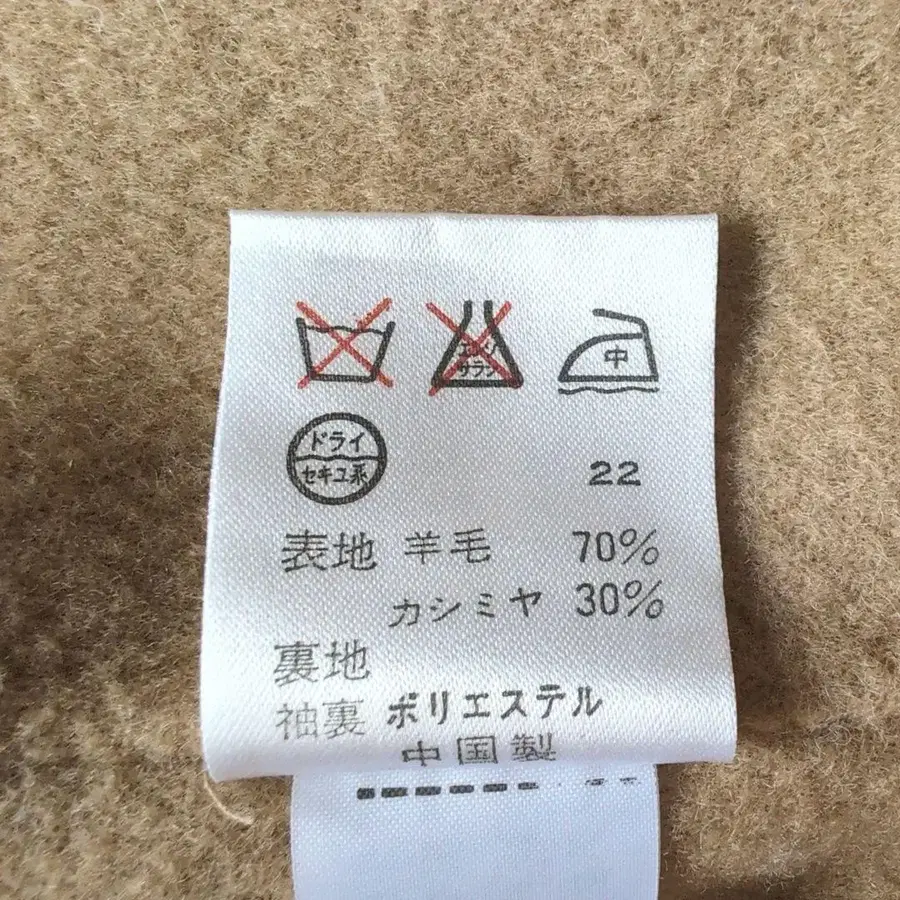 エンソ サラシ 中
ドライ
セキユ系
22
表地 羊毛 70%
カシミヤ 30%
裏地
袖裏 ポリエステル
中国製